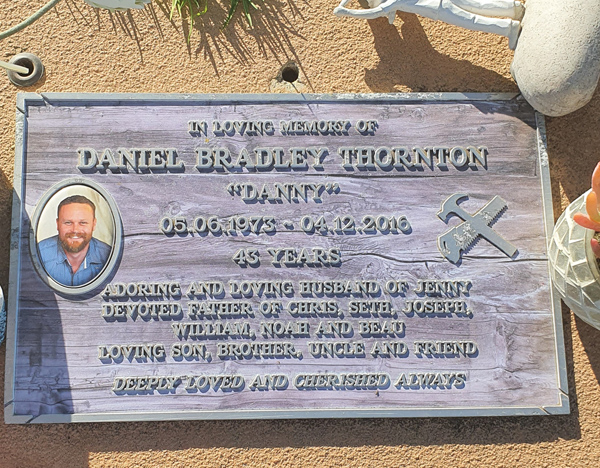 IN LOVING MEMORY OF
DANIEL BRADLEY THORNTON
"DANNY"
05.06.1973 - 04.12.2016
43 YEARS
ADORING AND LOVING HUSBAND OF JENNY
DEVOTED FATHER OF CHRIS, SETH, JOSEPH,
WILLIAM, NOAH AND BEAU
LOVING SON, BROTHER, UNCLE AND FRIEND
DEEPLY LOVED AND CHERISHED ALWAYS